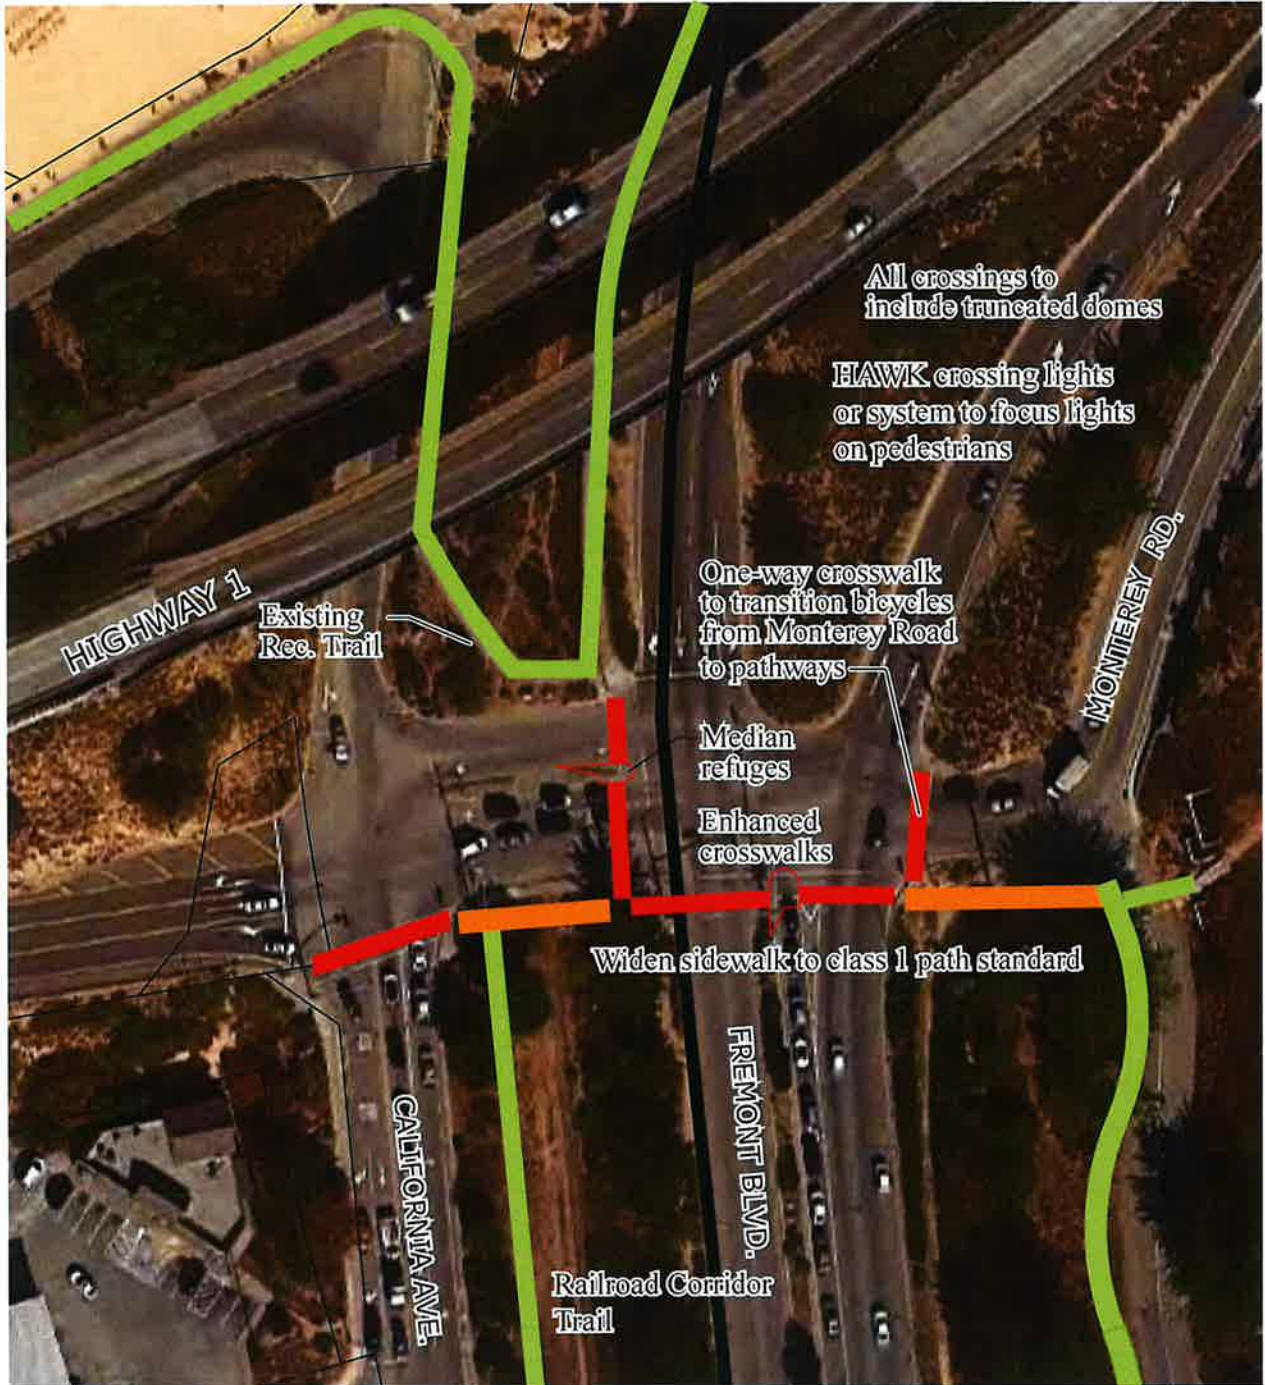 All crossings to
include truncated domes
HAWK crossing lights
or system to focus lights
on pedestrians
HIGHWAY 1
Existing
Rec. Trail
One-way crosswalk
to transition bicycles
from Monterey Road
to pathways
MONTEREY RD.
Median
refuges
Enhanced
crosswalks
Widen sidewalk to class 1 path standard
FREMONT BLVD.
CALIFORNIA AVE.
Railroad Corridor
Trail